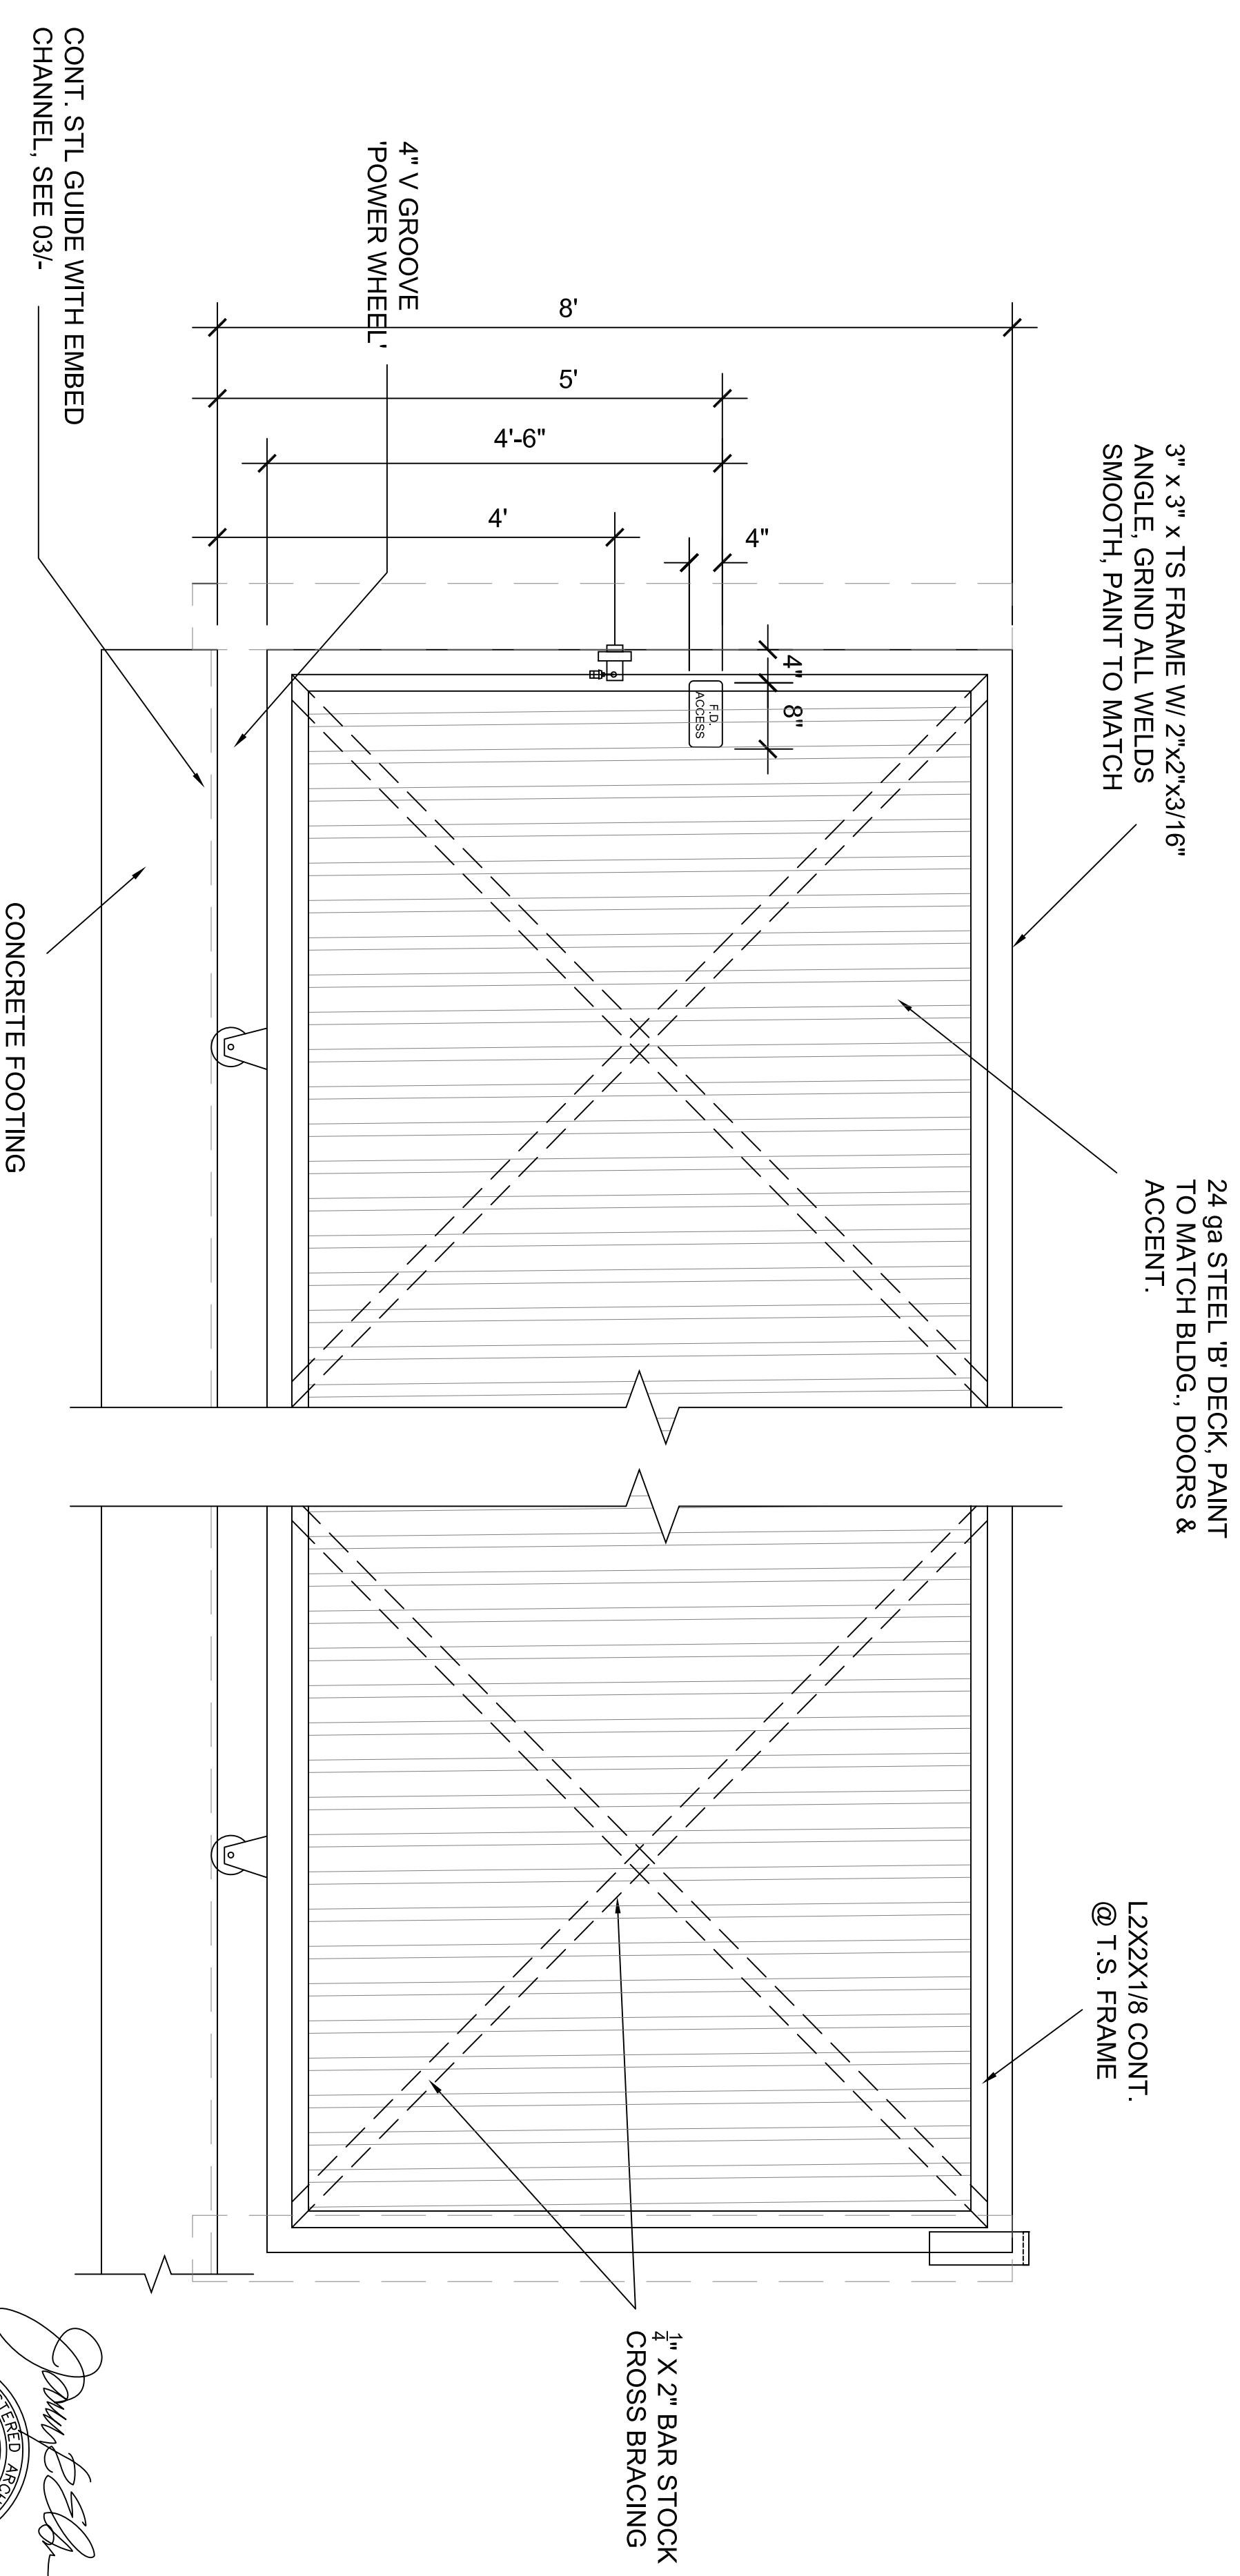 3" x 3" x TS FRAME W/ 2"x2"x3/16"
ANGLE, GRIND ALL WELDS
SMOOTH, PAINT TO MATCH
24 ga STEEL 'B' DECK, PAINT
TO MATCH BLDG., DOORS &
ACCENT.
L2X2X1/8 CONT.
@ T.S. FRAME
8'
5'
4'-6"
4'
4"
4"
8"
F.D.
ACCESS
4" V GROOVE
'POWER WHEEL'
1/4" X 2" BAR STOCK
CROSS BRACING
CONT. STL GUIDE WITH EMBED
CHANNEL, SEE 03/-
CONCRETE FOOTING